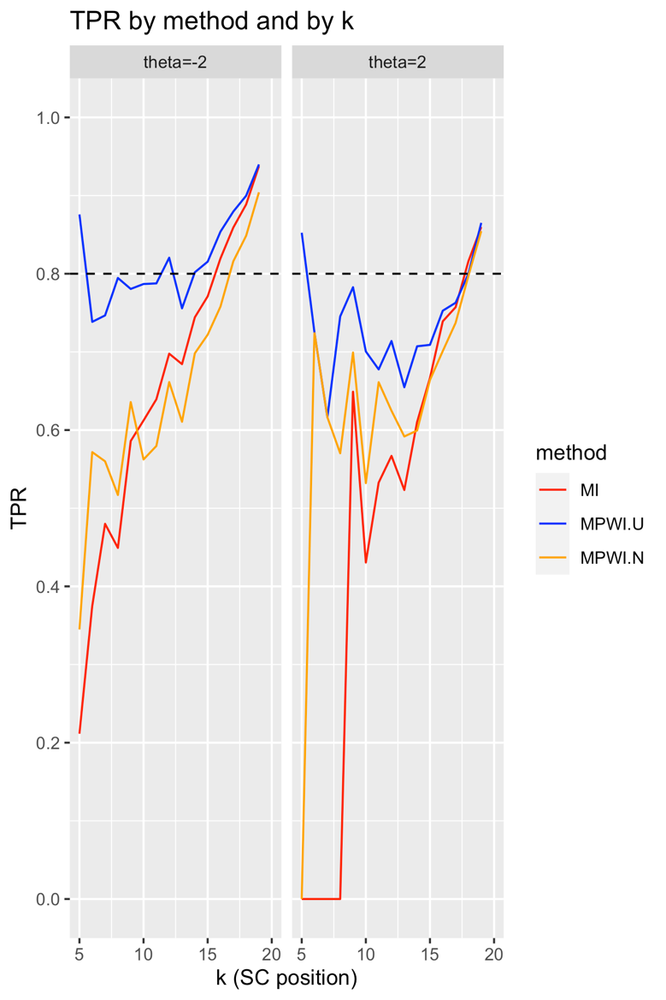 TPR by method and by k
theta=-2
theta=2
1.0
0.8
0.6
0.4
0.2
0.0
TPR
5 10 15 20
5 10 15 20
k (SC position)
method
MI
MPWI.U
MPWI.N